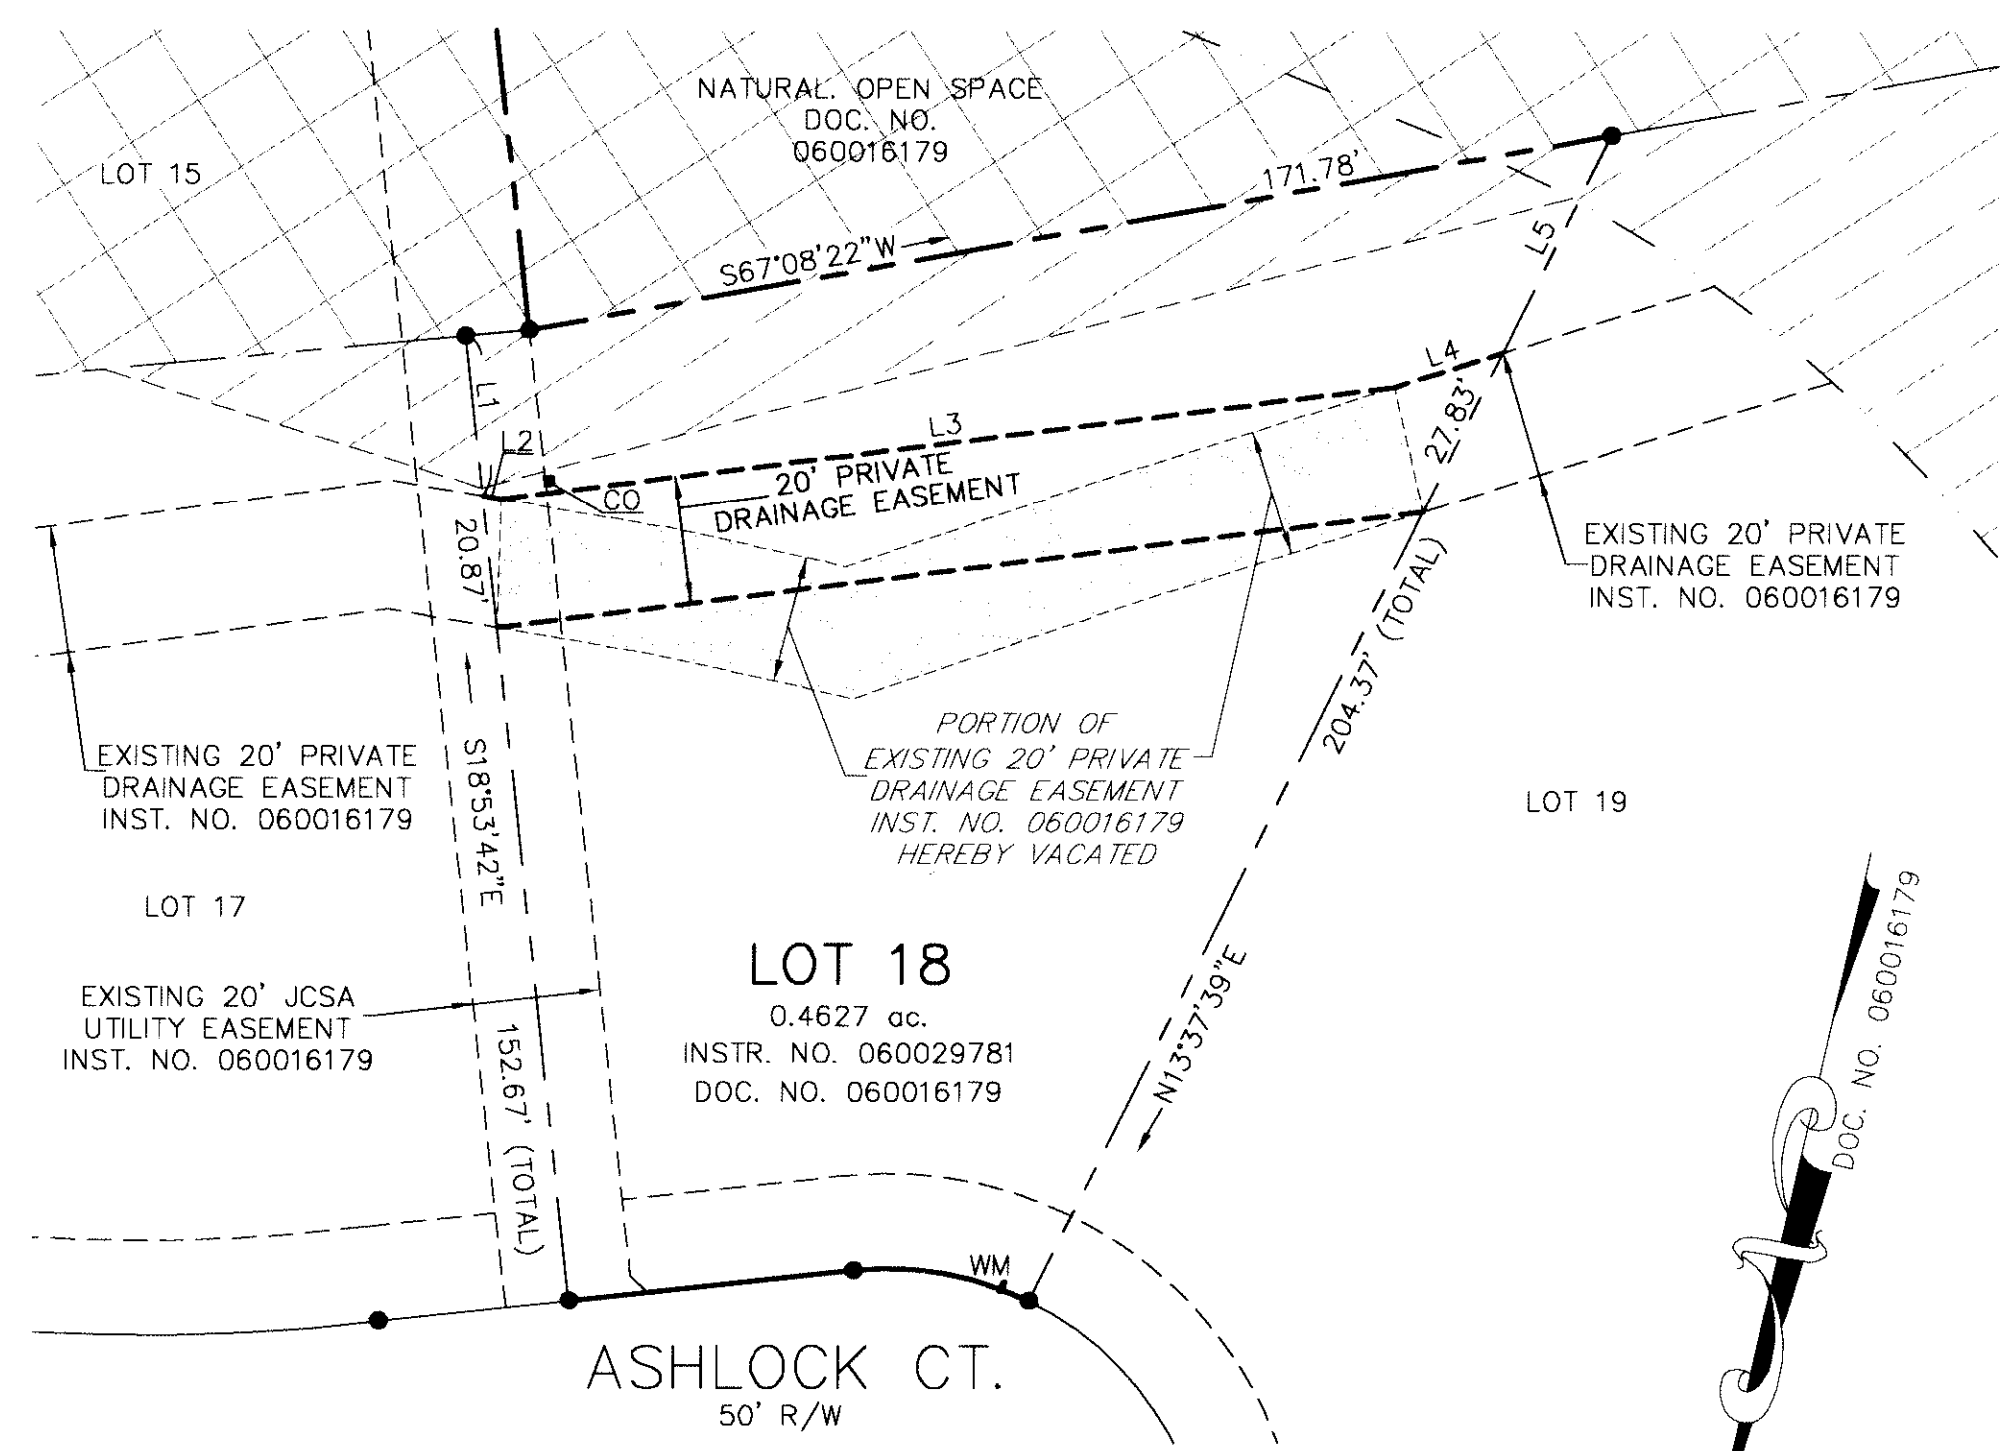 NATURAL. OPEN SPACE
DOC. NO.
060016179
LOT 15
171.78'
S67°08'22"W
L5
L4
L1
L2
L3
27.83'
20' PRIVATE
DRAINAGE EASEMENT
CO
20.87'
EXISTING 20' PRIVATE
DRAINAGE EASEMENT
INST. NO. 060016179
204.37' (TOTAL)
PORTION OF
EXISTING 20' PRIVATE
DRAINAGE EASEMENT
INST. NO. 060016179
HEREBY VACATED
EXISTING 20' PRIVATE
DRAINAGE EASEMENT
INST. NO. 060016179
S18°53'42"E
LOT 19
LOT 17
LOT 18
0.4627 ac.
INSTR. NO. 060029781
DOC. NO. 060016179
N13°37'39"E
EXISTING 20' JCSA
UTILITY EASEMENT
INST. NO. 060016179
152.67' (TOTAL)
DOC. NO. 060016179
WM
ASHLOCK CT.
50' R/W